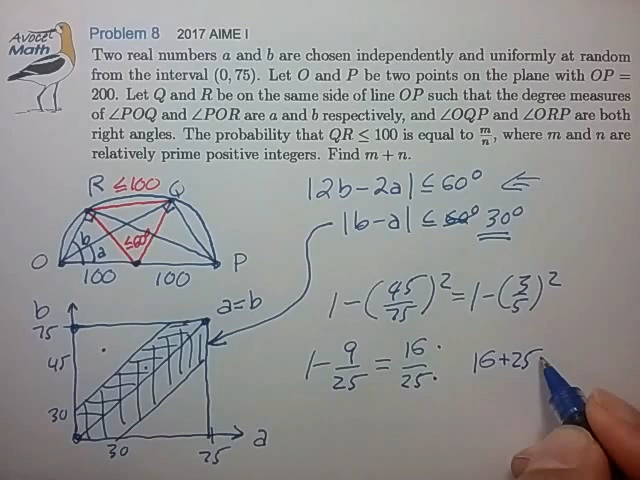 Avocet Math
Problem 8 2017 AIME I
Two real numbers a and b are chosen independently and uniformly at random
from the interval (0, 75). Let O and P be two points on the plane with OP =
200. Let Q and R be on the same side of line OP such that the degree measures
of ∠POQ and ∠POR are a and b respectively, and ∠OQP and ∠ORP are both
right angles. The probability that QR ≤ 100 is equal to m/n, where m and n are
relatively prime positive integers. Find m + n.
R ≤100 Q
|2b-2a| ≤ 60°
|b-a| ≤ 30°
b a ≤60°
O 100 100 P
1-(45/75)²=1-(3/5)²
b a=b
75
45
1-9/25=16/25
16+25
30
30 75 a